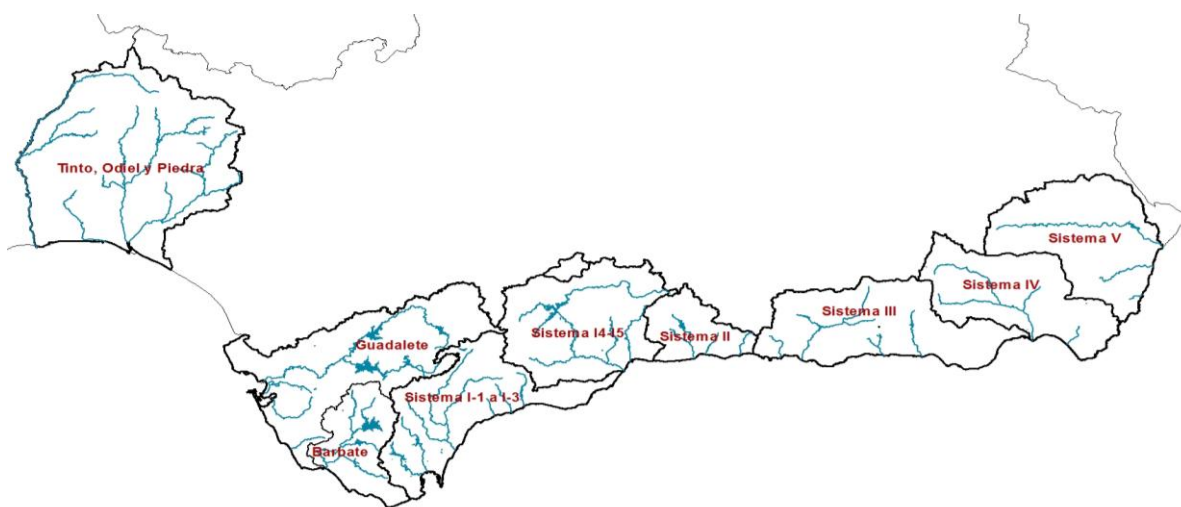 Tinto, Odiel y Piedra
Sistema V
Sistema IV
Sistema III
Sistema II
Sistema I4-I5
Guadalete
Sistema I-1 a I-3
Barbate